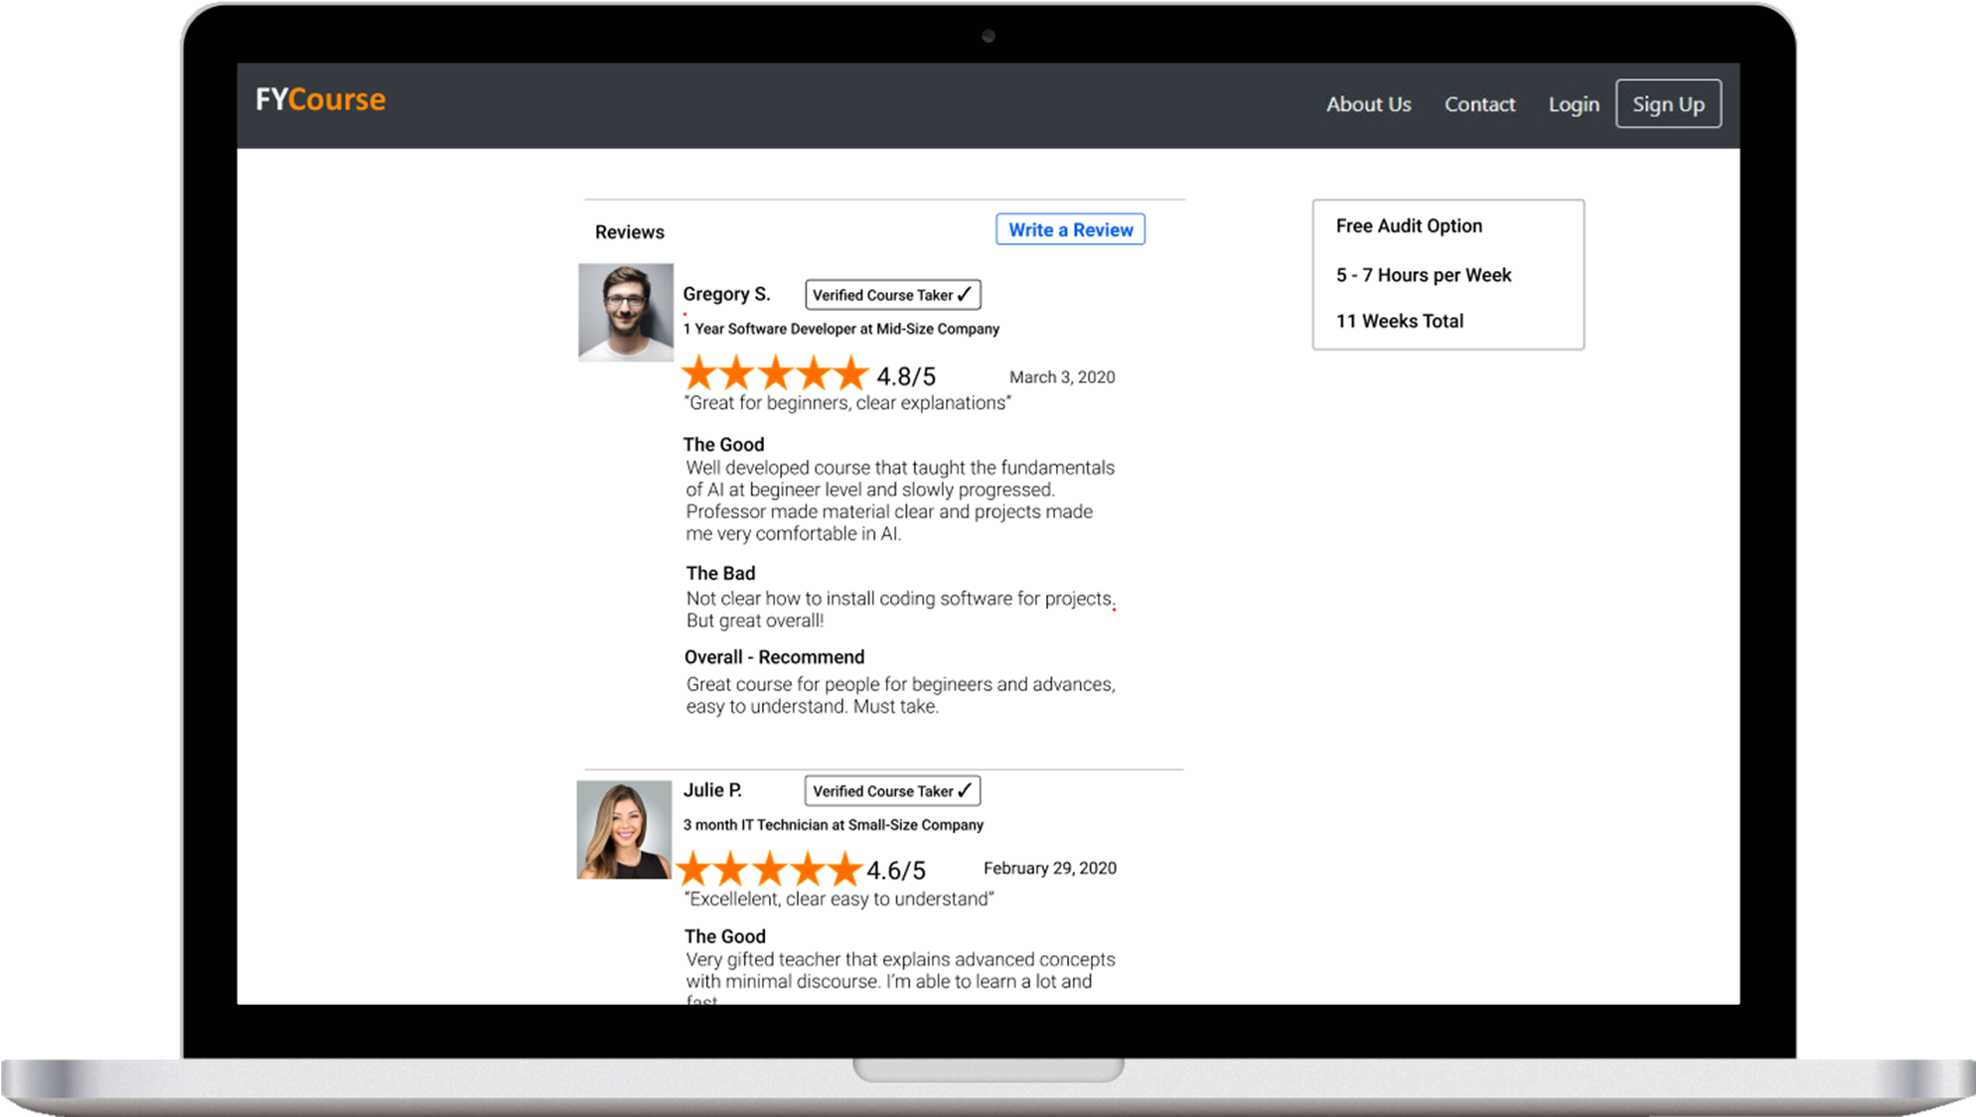 FYCourse
About Us Contact Login Sign Up
Reviews Write a Review
Gregory S. Verified Course Taker ✓
1 Year Software Developer at Mid-Size Company
4.8/5 March 3, 2020
“Great for beginners, clear explanations”
The Good
Well developed course that taught the fundamentals
of AI at begineer level and slowly progressed.
Professor made material clear and projects made
me very comfortable in AI.
The Bad
Not clear how to install coding software for projects.
But great overall!
Overall - Recommend
Great course for people for begineers and advances,
easy to understand. Must take.
Julie P. Verified Course Taker ✓
3 month IT Technician at Small-Size Company
4.6/5 February 29, 2020
“Excellelent, clear easy to understand”
The Good
Very gifted teacher that explains advanced concepts
with minimal discourse. I’m able to learn a lot and
fast
Free Audit Option
5 - 7 Hours per Week
11 Weeks Total